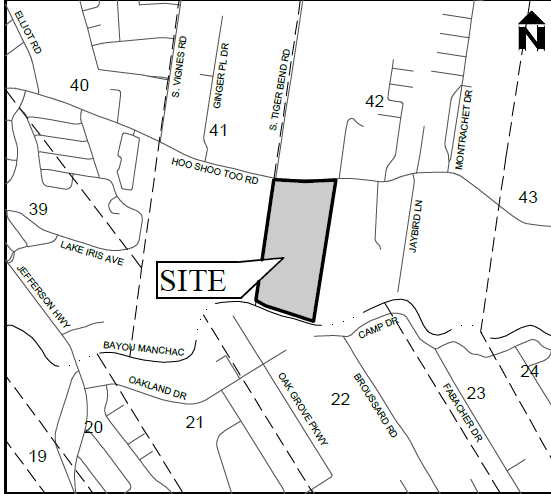 ELLIOT RD
S. VIGNES RD
GINGER PL DR
S. TIGER BEND RD
N
40
41
42
MONTRACHET DR
HOO SHOO TOO RD
43
39
JAYBIRD LN
LAKE IRIS AVE
SITE
JEFFERSON HWY
CAMP DR
BAYOU MANCHAC
OAKLAND DR
24
OAK GROVE PKWY
22
BROUSSARD RD
23
FABACHER DR
21
20
19